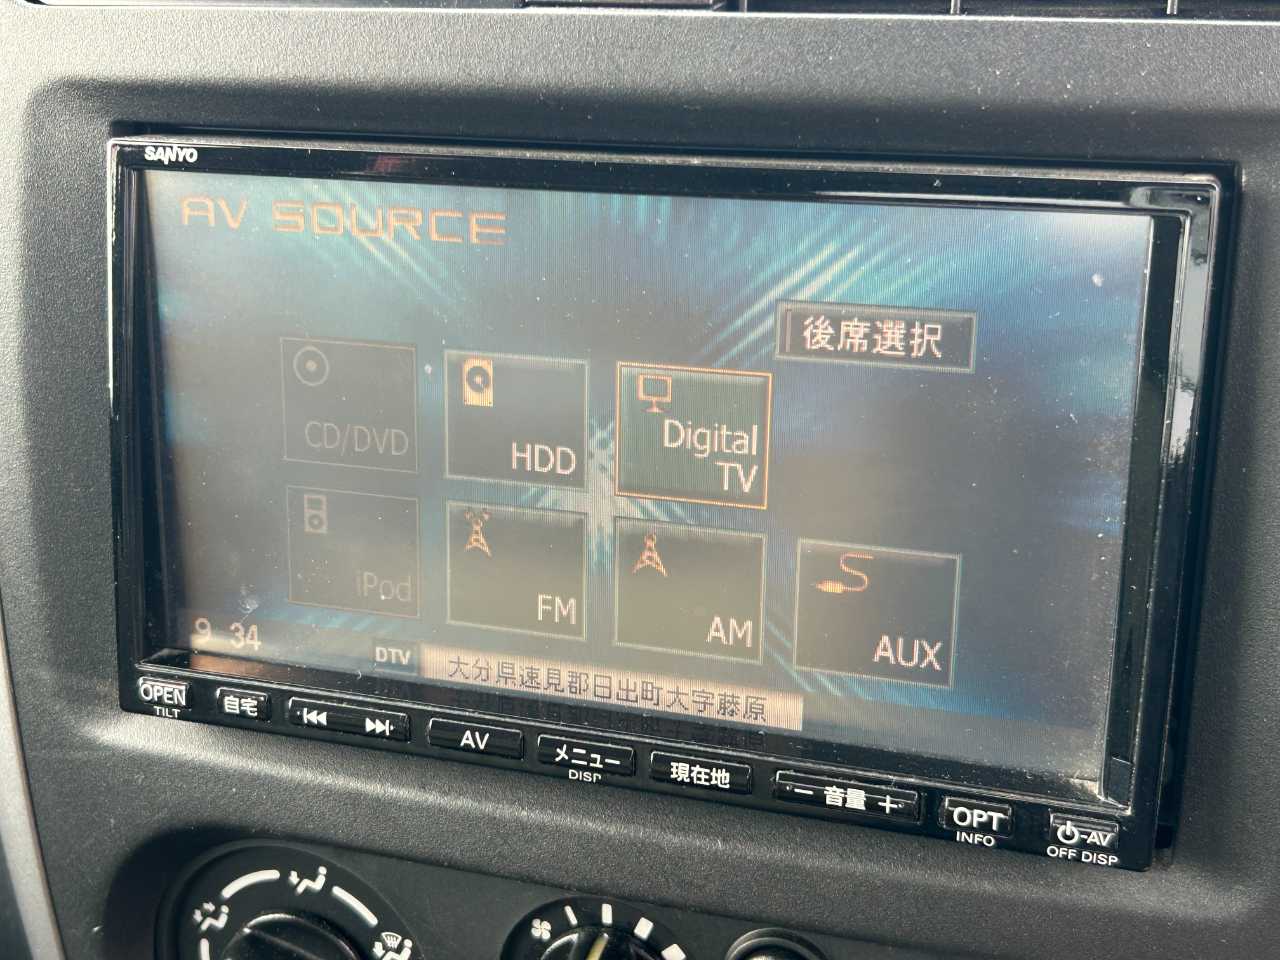 SANYO
AV SOURCE
後席選択
CD/DVD
HDD
Digital
TV
iPod
FM
AM
AUX
9 34
DTV
大分県速見郡日出町大字藤原
OPEN
TILT
自宅
AV
メニュー
DISP
現在地
− 音量 +
OPT
INFO
-AV
OFF DISP